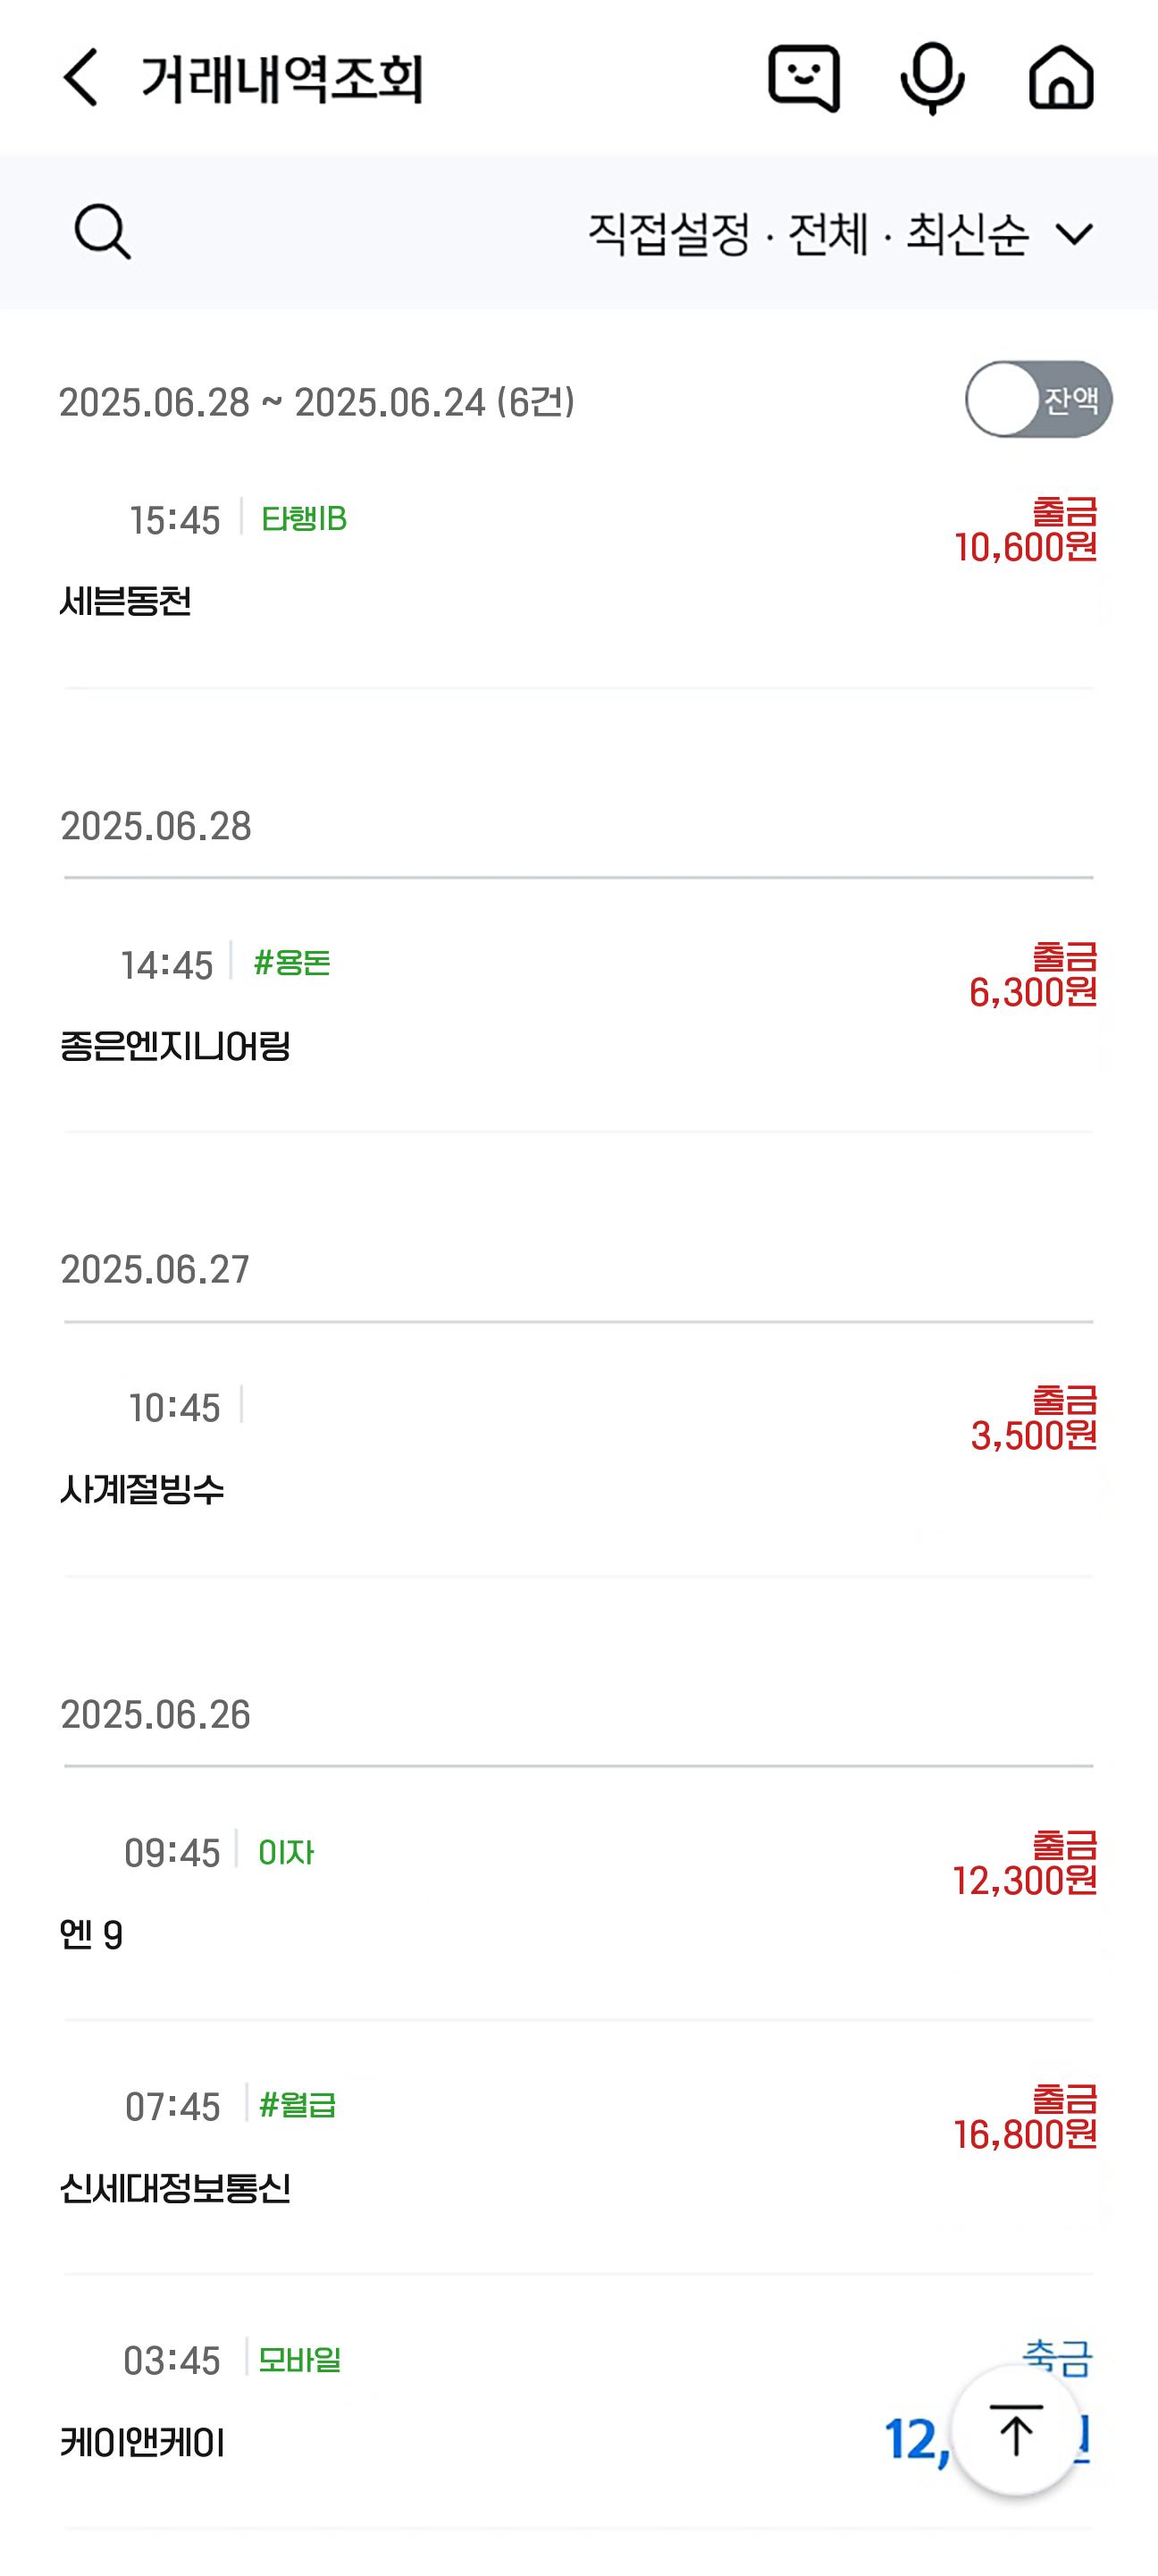 거래내역조회
직접설정 · 전체 · 최신순
2025.06.28 ~ 2025.06.24 (6건)
잔액
15:45 타행IB
출금
10,600원
세븐동천
2025.06.28
14:45 #용돈
출금
6,300원
좋은엔지니어링
2025.06.27
10:45
출금
3,500원
사계절빙수
2025.06.26
09:45 이자
출금
12,300원
엔 9
07:45 #월급
출금
16,800원
신세대정보통신
03:45 모바일
케이앤케이
12,